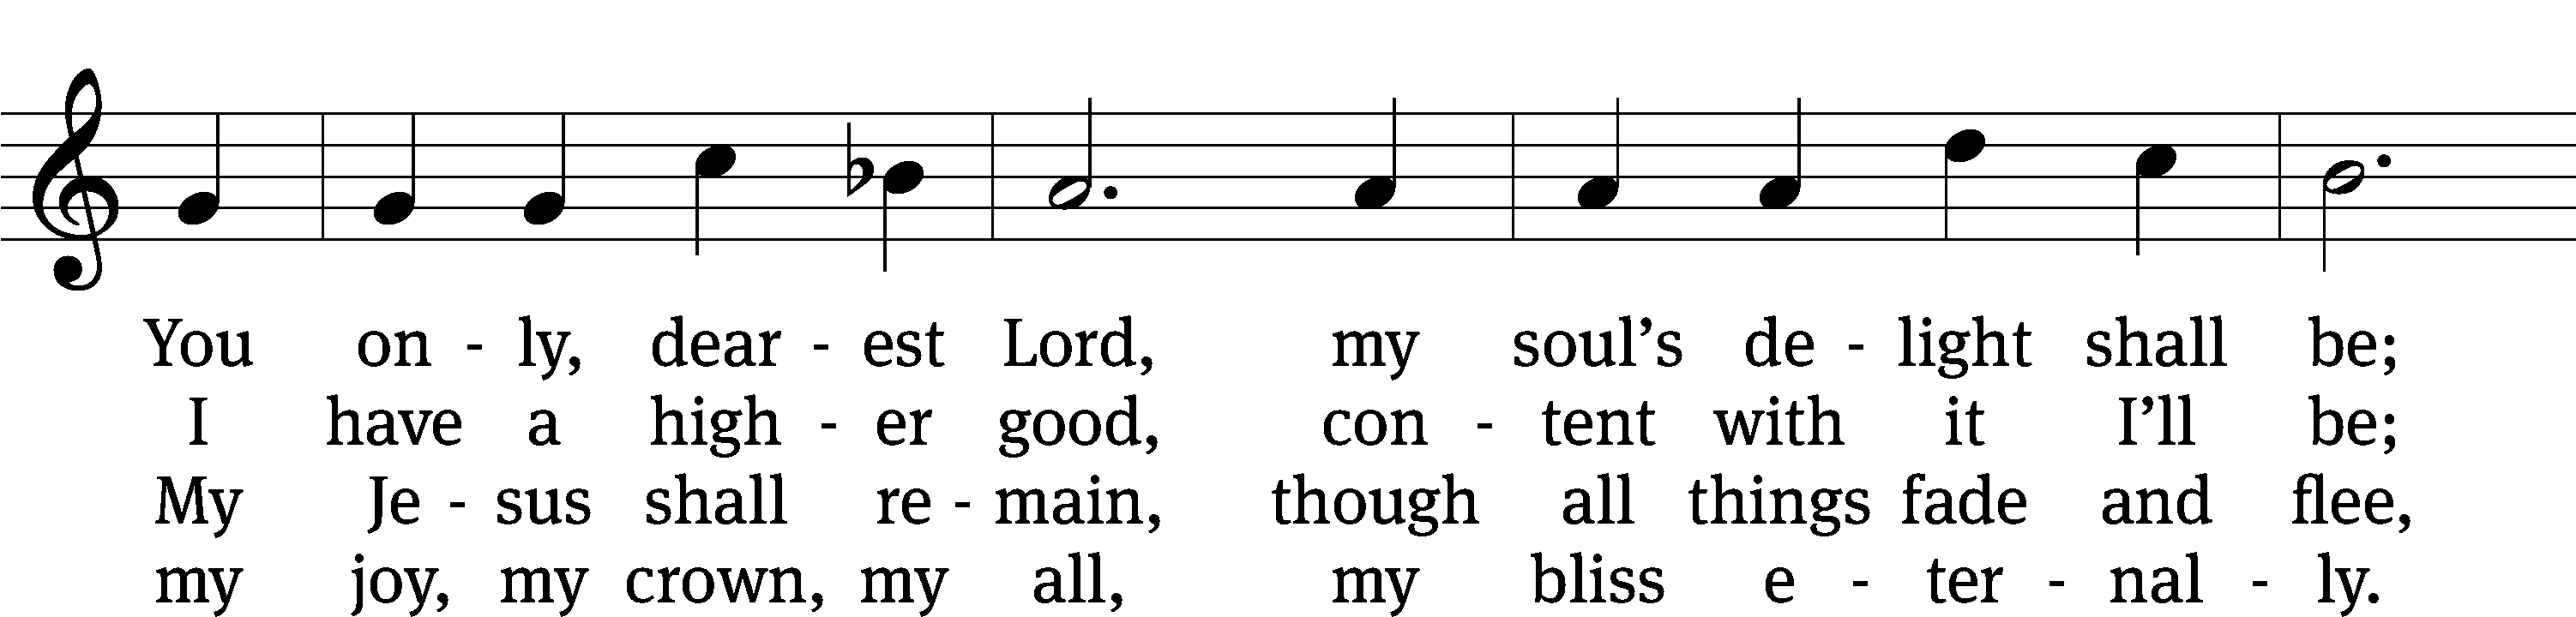 You on - ly, dear - est Lord, my soul’s de - light shall be;
I have a high - er good, con - tent with it I’ll be;
My Je - sus shall re - main, though all things fade and flee,
my joy, my crown, my all, my bliss e - ter - nal - ly.